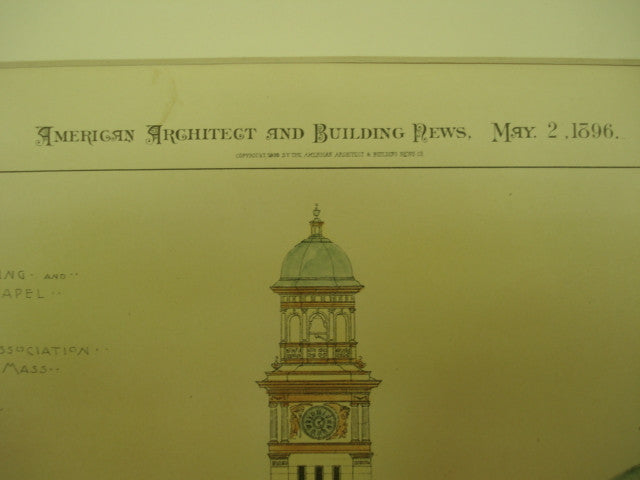 AMERICAN ARCHITECT AND BUILDING NEWS, MAY. 2, 1896.
COPYRIGHT 1896 BY THE AMERICAN ARCHITECT & BUILDING NEWS CO
ING · AND ··
APEL ··
SSOCIATION ··
MASS ··